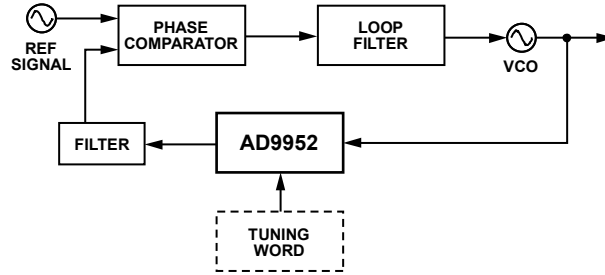 REF
SIGNAL
PHASE
COMPARATOR
LOOP
FILTER
VCO
FILTER
AD9952
TUNING
WORD